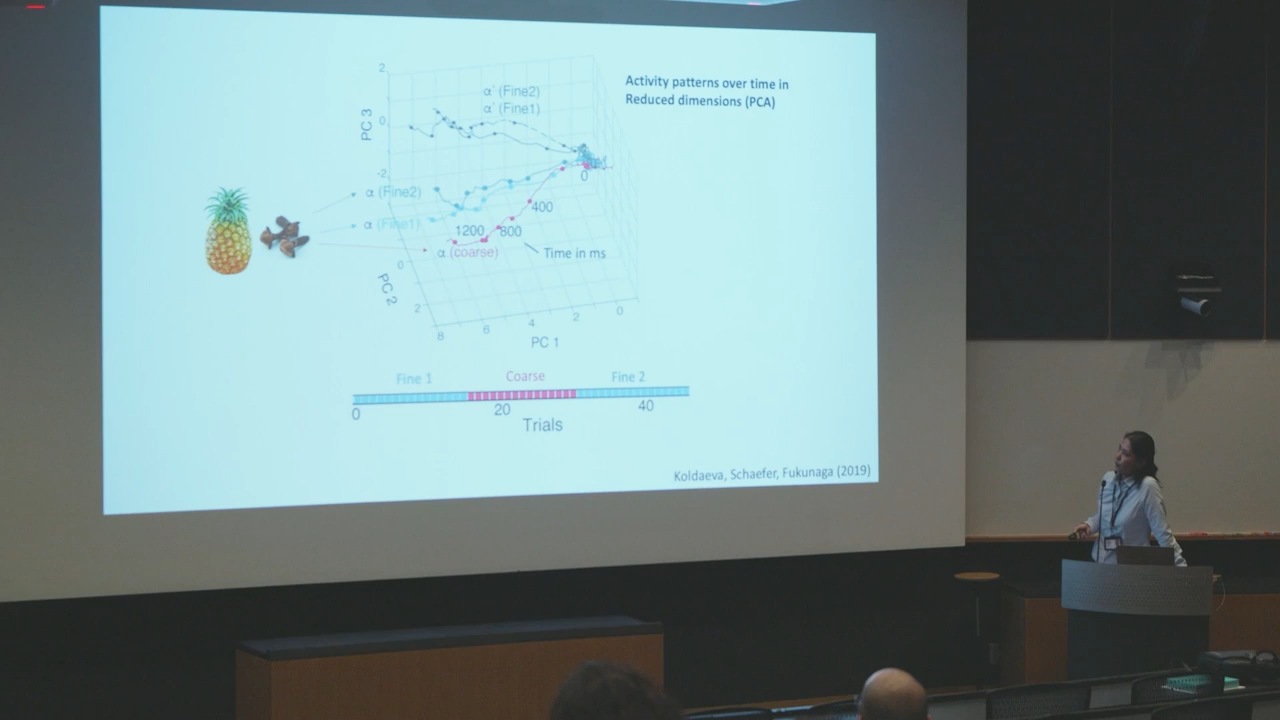 Activity patterns over time in
Reduced dimensions (PCA)
2
PC 3
0
-2
α' (Fine2)
α' (Fine1)
α (Fine2)
α (Fine1)
α (coarse)
0
400
800
1200
Time in ms
0
PC 2
2
8
6
4
2
0
PC 1
Fine 1
Coarse
Fine 2
0
20
40
Trials
Koldaeva, Schaefer, Fukunaga (2019)